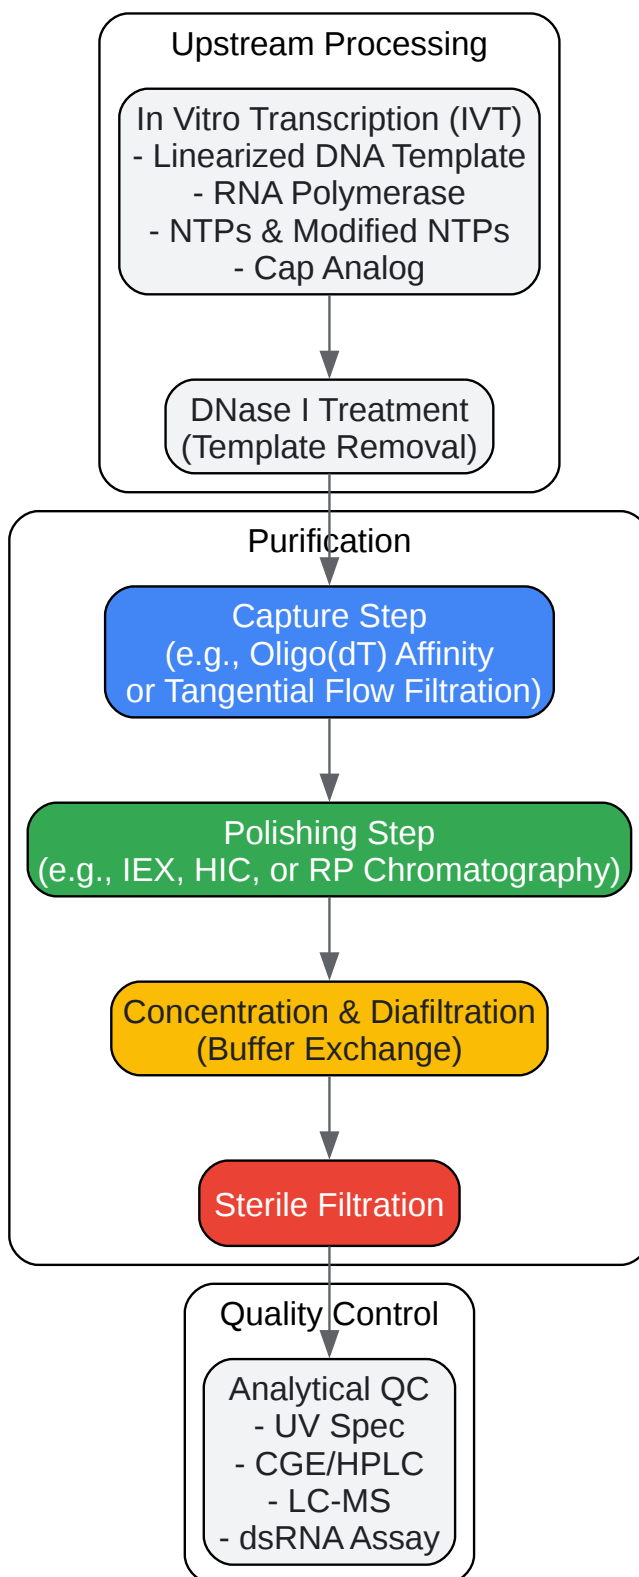 Upstream Processing
In Vitro Transcription (IVT)
- Linearized DNA Template
- RNA Polymerase
- NTPs & Modified NTPs
- Cap Analog
DNase I Treatment
(Template Removal)
Purification
Capture Step
(e.g., Oligo(dT) Affinity
or Tangential Flow Filtration)
Polishing Step
(e.g., IEX, HIC, or RP Chromatography)
Concentration & Diafiltration
(Buffer Exchange)
Sterile Filtration
Quality Control
Analytical QC
- UV Spec
- CGE/HPLC
- LC-MS
- dsRNA Assay